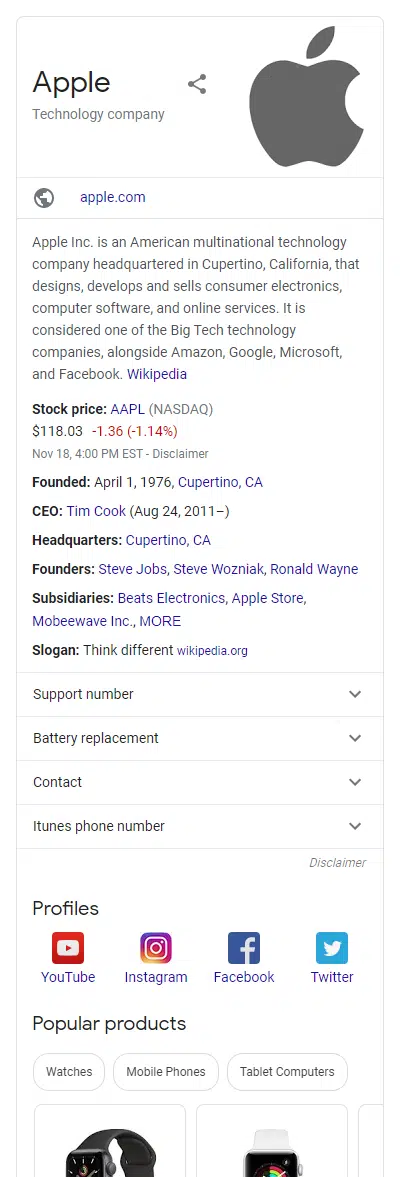 Apple
Technology company
apple.com
Apple Inc. is an American multinational technology
company headquartered in Cupertino, California, that
designs, develops and sells consumer electronics,
computer software, and online services. It is
considered one of the Big Tech technology
companies, alongside Amazon, Google, Microsoft,
and Facebook. Wikipedia
Stock price: AAPL (NASDAQ)
$118.03 -1.36 (-1.14%)
Nov 18, 4:00 PM EST - Disclaimer
Founded: April 1, 1976, Cupertino, CA
CEO: Tim Cook (Aug 24, 2011–)
Headquarters: Cupertino, CA
Founders: Steve Jobs, Steve Wozniak, Ronald Wayne
Subsidiaries: Beats Electronics, Apple Store,
Mobeewave Inc., MORE
Slogan: Think different wikipedia.org
Support number
Battery replacement
Contact
Itunes phone number
Disclaimer
Profiles
YouTube Instagram Facebook Twitter
Popular products
Watches Mobile Phones Tablet Computers